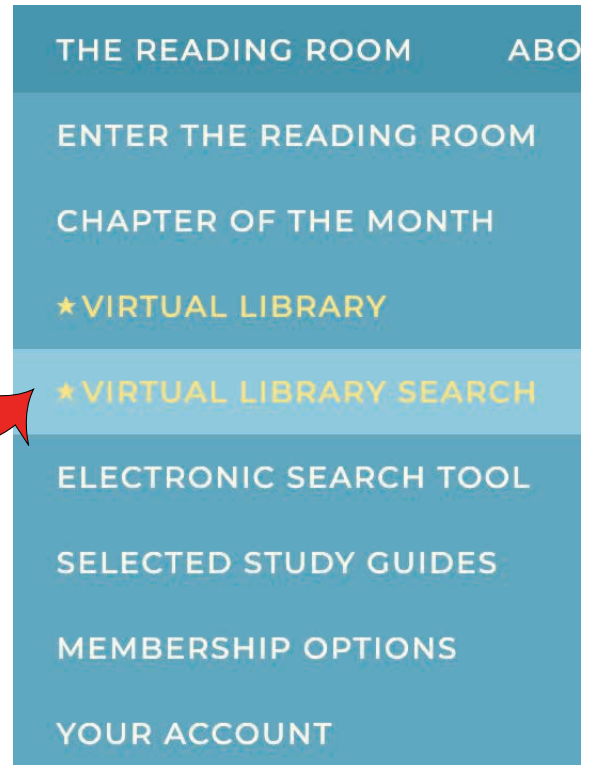 THE READING ROOM ABO
ENTER THE READING ROOM
CHAPTER OF THE MONTH
★VIRTUAL LIBRARY
★VIRTUAL LIBRARY SEARCH
ELECTRONIC SEARCH TOOL
SELECTED STUDY GUIDES
MEMBERSHIP OPTIONS
YOUR ACCOUNT